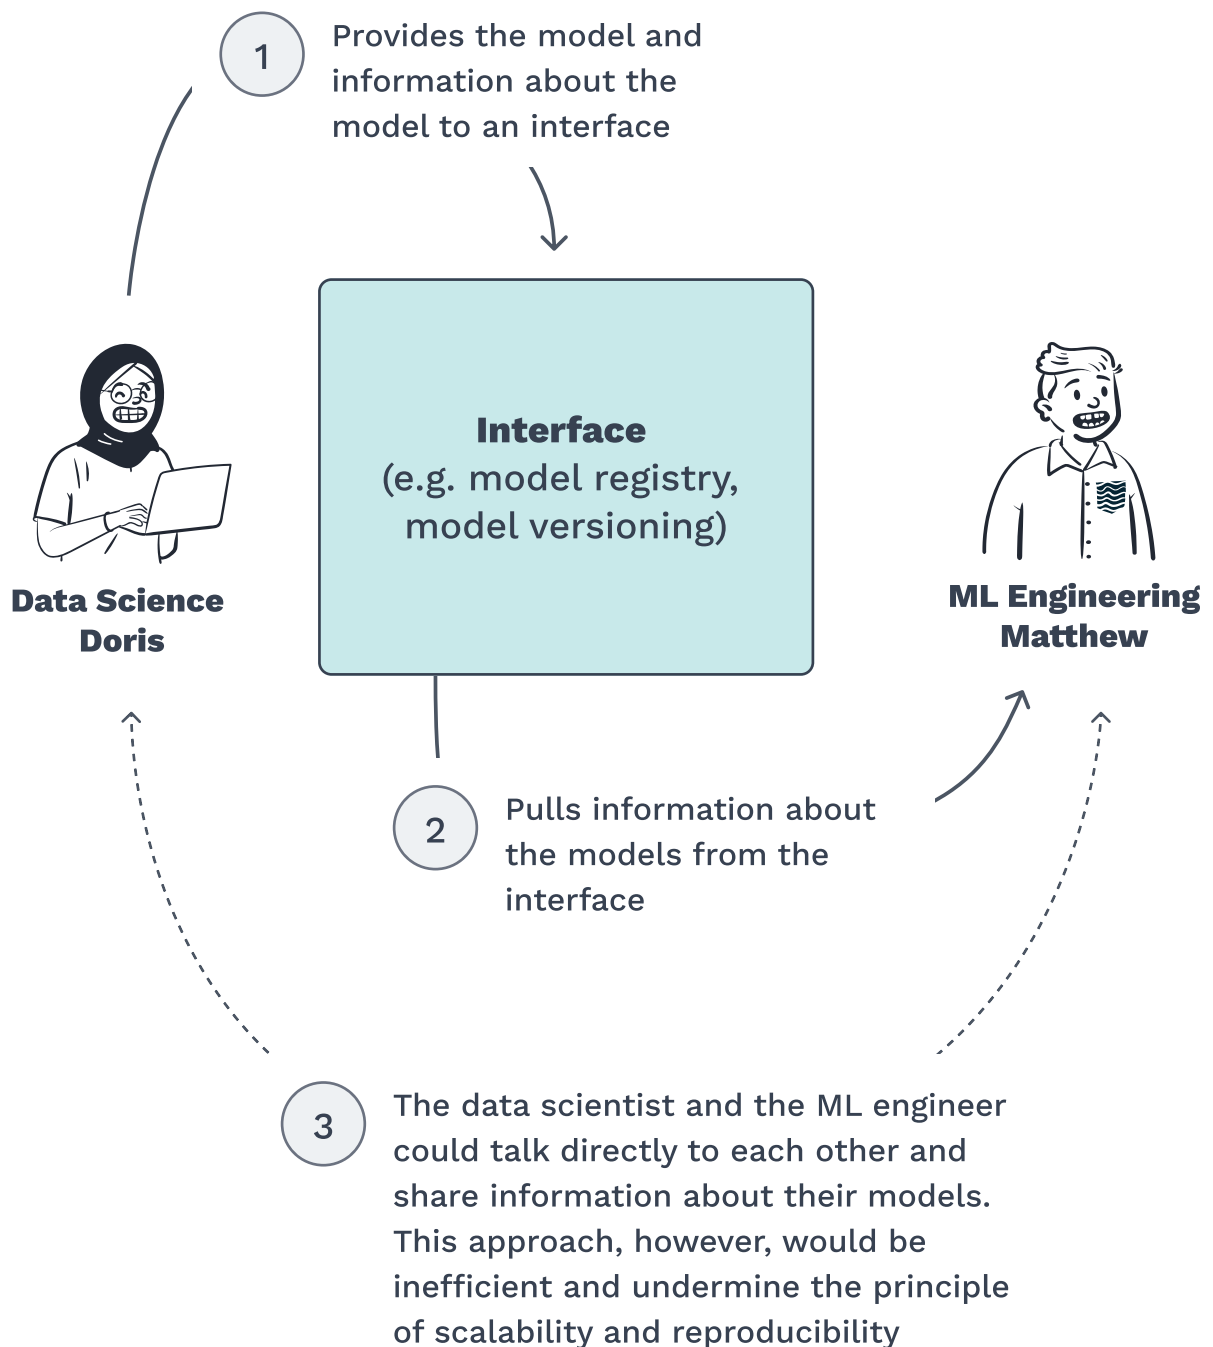 1
Provides the model and
information about the
model to an interface
Interface
(e.g. model registry,
model versioning)
Data Science
Doris
ML Engineering
Matthew
2
Pulls information about
the models from the
interface
3
The data scientist and the ML engineer
could talk directly to each other and
share information about their models.
This approach, however, would be
inefficient and undermine the principle
of scalability and reproducibility